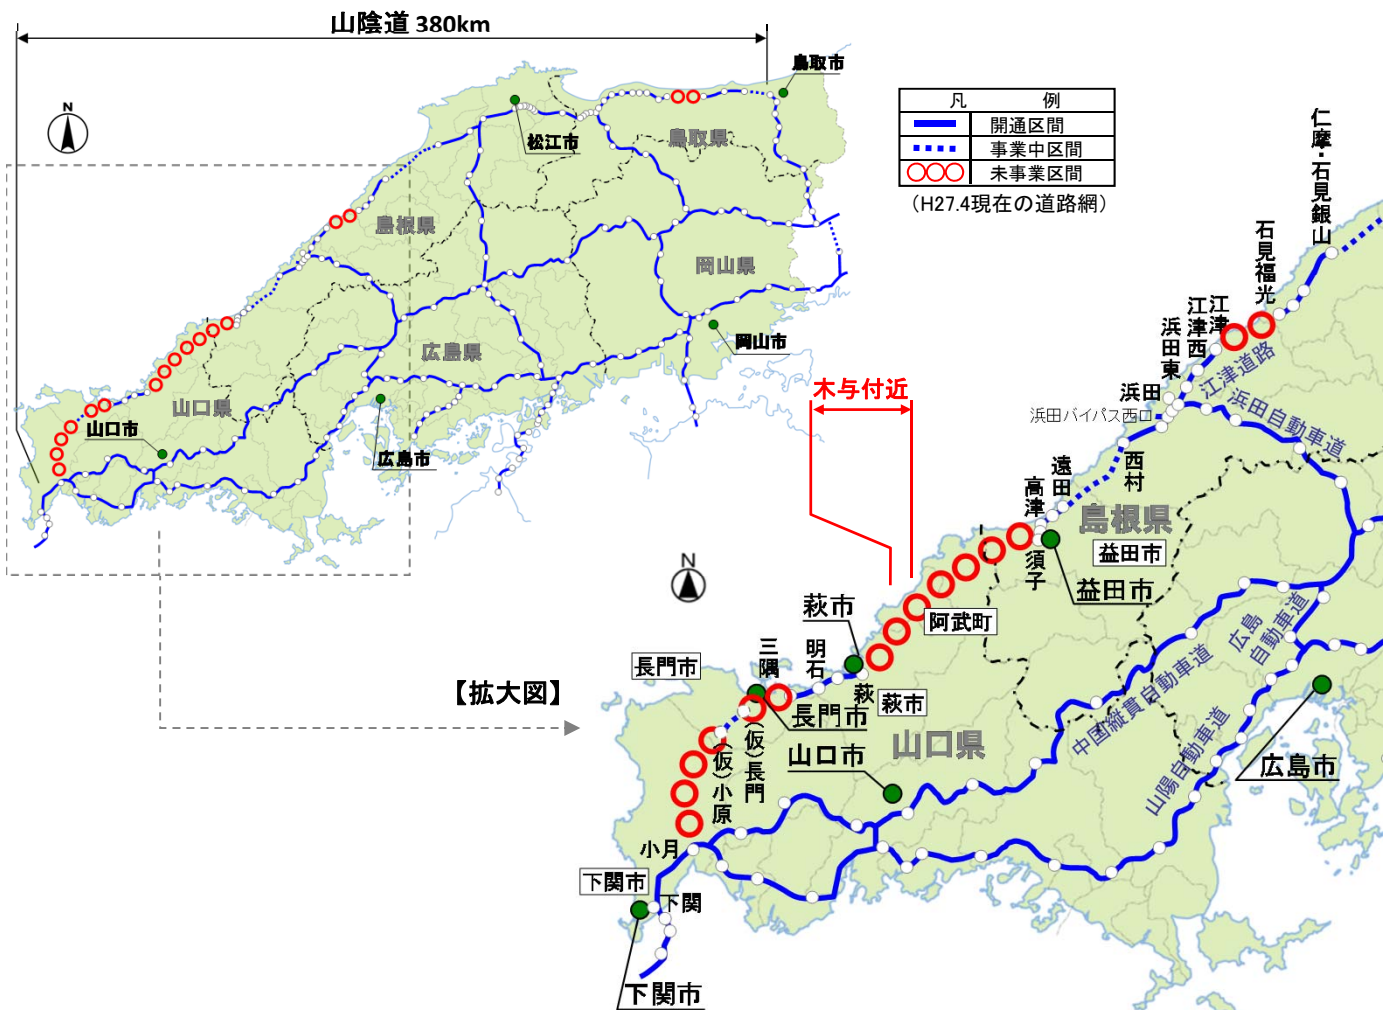 山陰道 380km
N
鳥取市
松江市
鳥取県
島根県
岡山県
岡山市
広島県
広島市
山口県
山口市
凡 例
開通区間
事業中区間
未事業区間
(H27.4現在の道路網)
木与付近
【拡大図】
N
仁摩・石見銀山
石見福光
江津
江津西
浜田東
浜田
浜田バイパス西口
江津道路
浜田自動車道
西村
遠田
高津
須子
島根県
益田市
益田市
阿武町
萩市
萩
萩市
明石
三隅
長門市
長門市
(仮)長門
(仮)小原
山口県
山口市
中国縦貫自動車道
広島自動車道
山陽自動車道
広島市
小月
下関市
下関
下関市